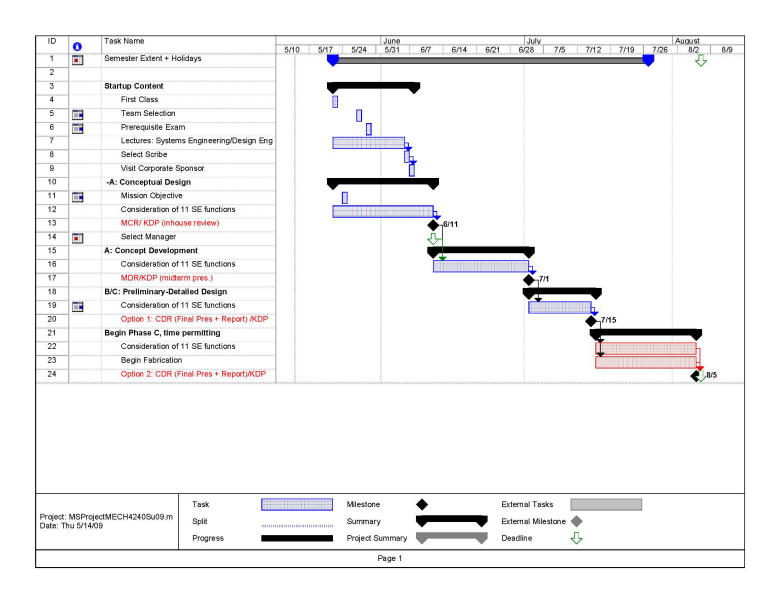 ID Task Name June July August
5/10 5/17 5/24 5/31 6/7 6/14 6/21 6/28 7/5 7/12 7/19 7/26 8/2 8/9
1 Semester Extent + Holidays
2
3 Startup Content
4 First Class
5 Team Selection
6 Prerequisite Exam
7 Lectures: Systems Engineering/Design Eng
8 Select Scribe
9 Visit Corporate Sponsor
10 -A: Conceptual Design
11 Mission Objective
12 Consideration of 11 SE functions
13 MCR/ KDP (inhouse review) 6/11
14 Select Manager
15 A: Concept Development
16 Consideration of 11 SE functions
17 MDR/KDP (midterm pres.) 7/1
18 B/C: Preliminary-Detailed Design
19 Consideration of 11 SE functions
20 Option 1: CDR (Final Pres + Report) /KDP 7/15
21 Begin Phase C, time permitting
22 Consideration of 11 SE functions
23 Begin Fabrication
24 Option 2: CDR (Final Pres + Report)/KDP 8/5
Project: MSProjectMECH4240Su09.m
Date: Thu 5/14/09
Task Milestone External Tasks
Split Summary External Milestone
Progress Project Summary Deadline
Page 1